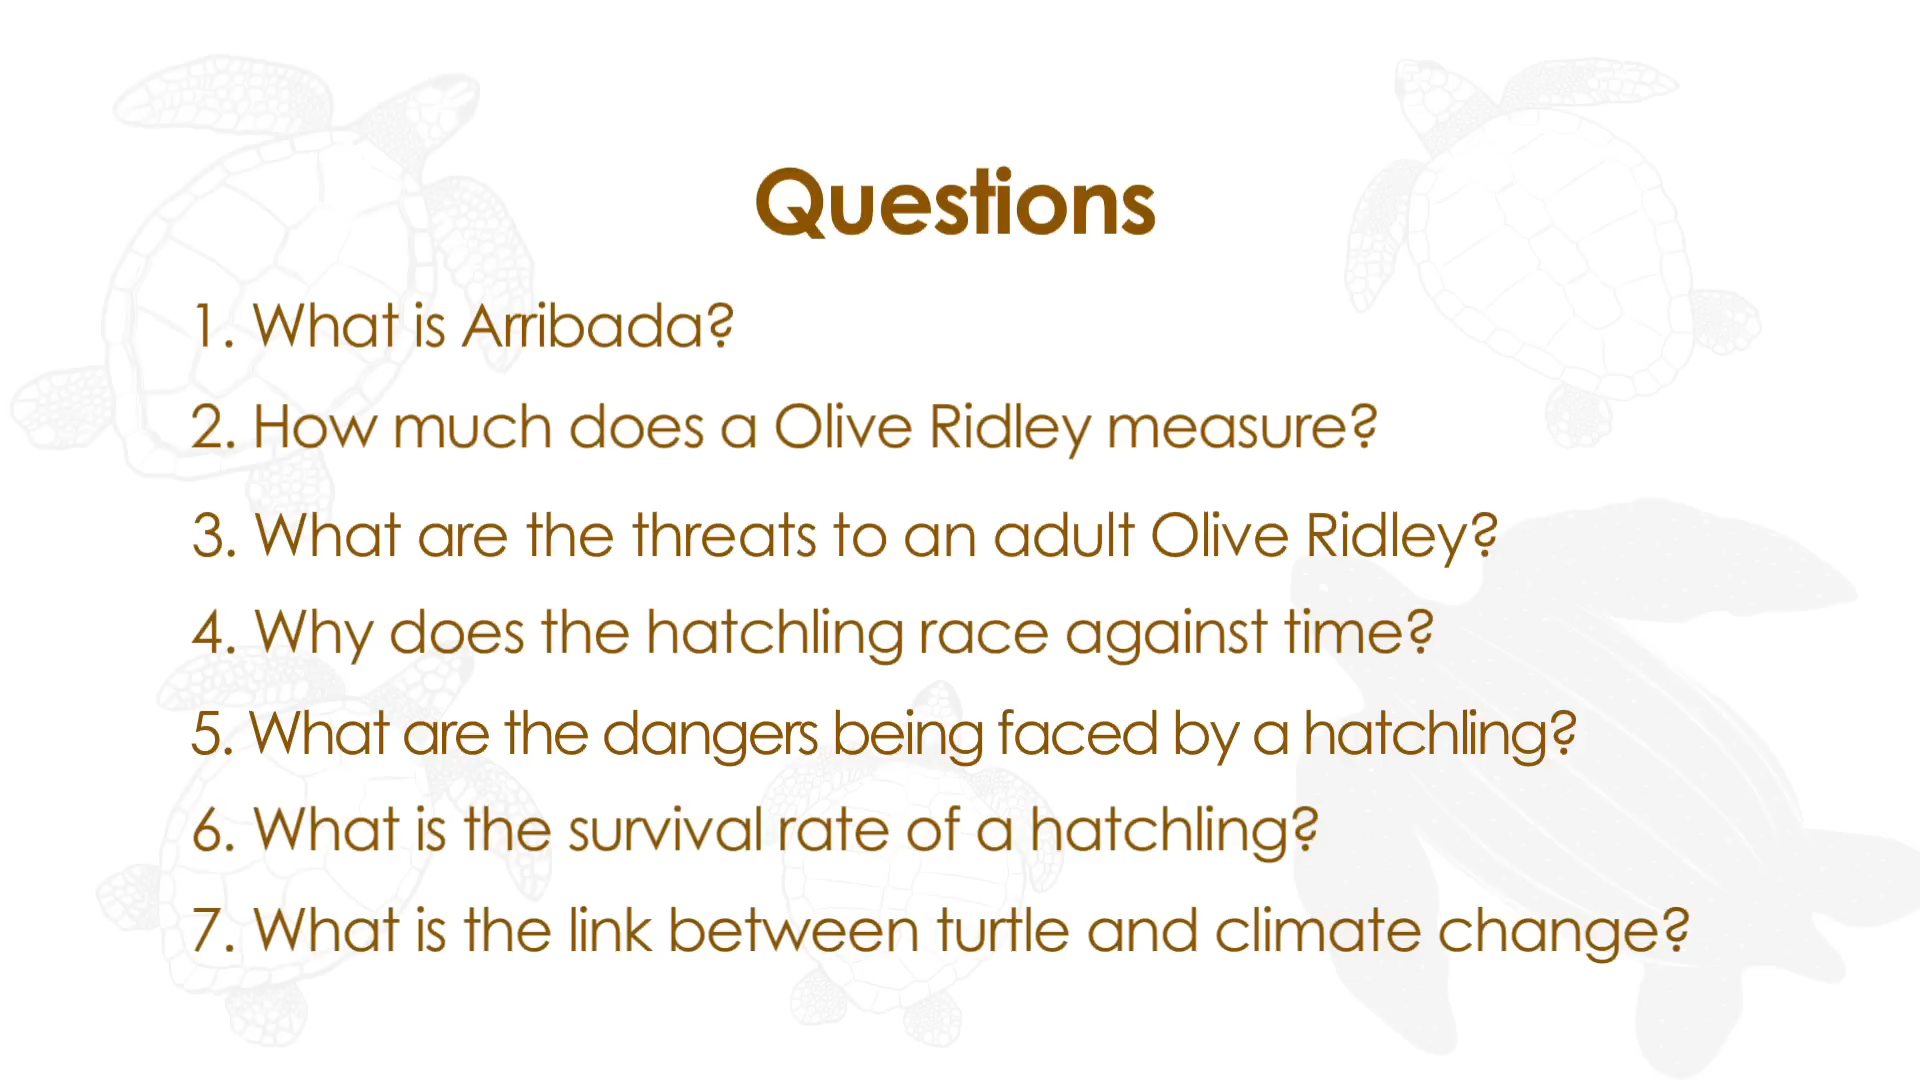 Questions
1. What is Arribada?
2. How much does a Olive Ridley measure?
3. What are the threats to an adult Olive Ridley?
4. Why does the hatchling race against time?
5. What are the dangers being faced by a hatchling?
6. What is the survival rate of a hatchling?
7. What is the link between turtle and climate change?